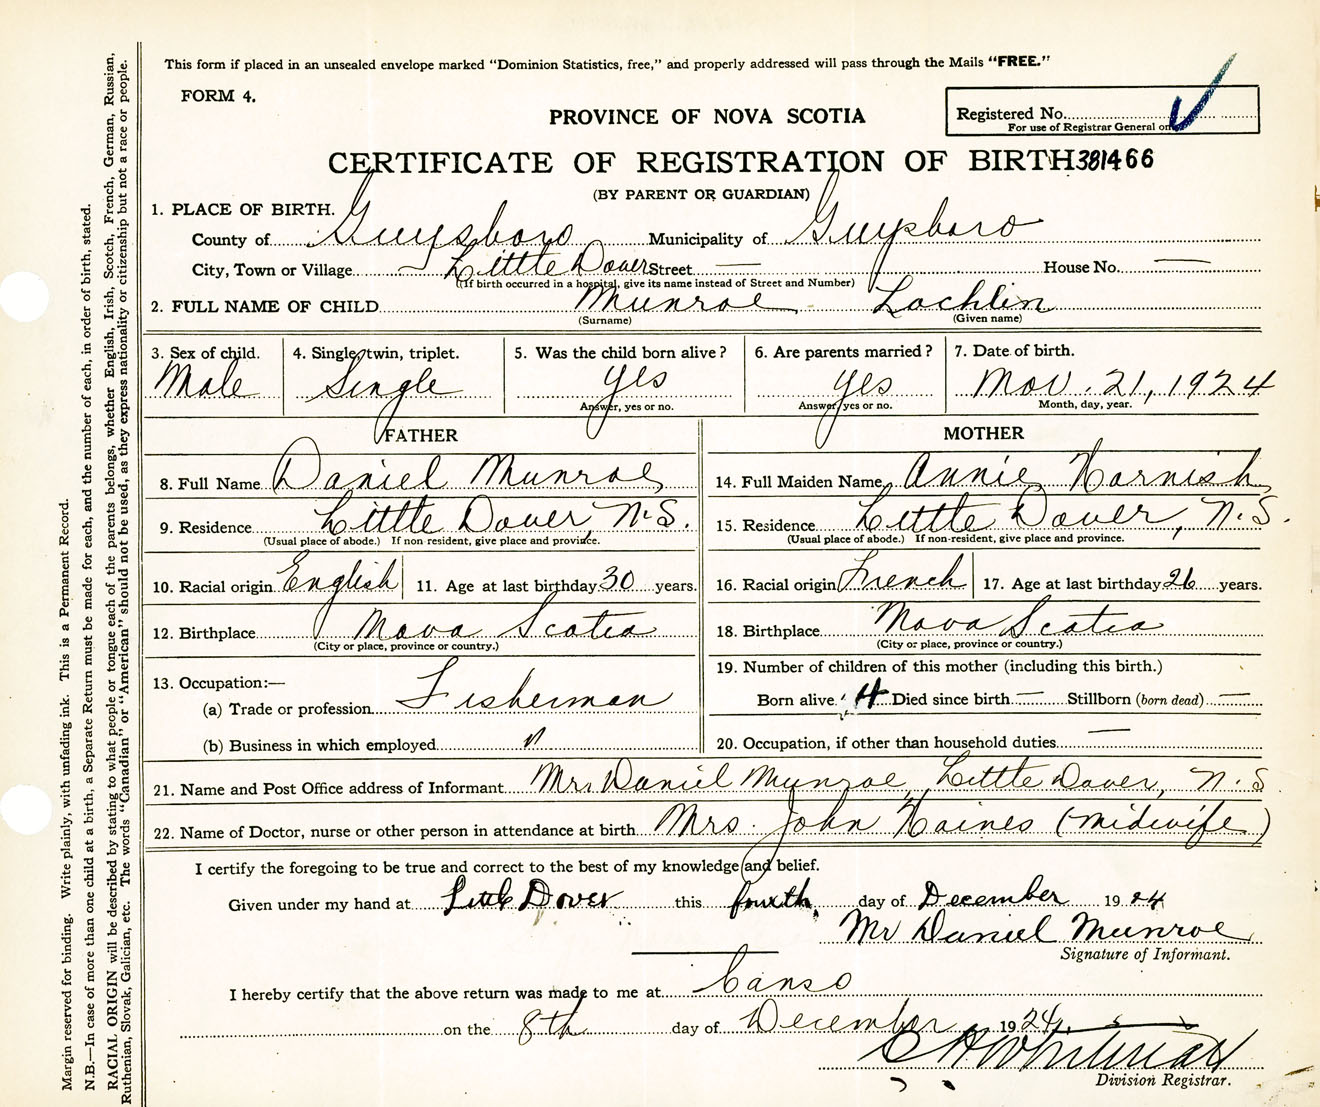 This form if placed in an unsealed envelope marked “Dominion Statistics, free,” and properly addressed will pass through the Mails “FREE.”
FORM 4.
PROVINCE OF NOVA SCOTIA
Registered No.
For use of Registrar General on
CERTIFICATE OF REGISTRATION OF BIRTH 381466
(BY PARENT OR GUARDIAN)
1. PLACE OF BIRTH.
County of Guysboro Municipality of Guysboro
City, Town or Village Little Dover Street — House No. —
(If birth occurred in a hospital, give its name instead of Street and Number)
2. FULL NAME OF CHILD Munroe Lochlin
(Surname) (Given name)
3. Sex of child. 4. Single, twin, triplet. 5. Was the child born alive? 6. Are parents married? 7. Date of birth.
Male Single yes yes Nov. 21, 1924
Answer, yes or no. Answer yes or no. Month, day, year.
FATHER MOTHER
8. Full Name Daniel Munroe 14. Full Maiden Name Annie Harnish
9. Residence Little Dover, N.S. 15. Residence Little Dover, N.S.
(Usual place of abode.) If non-resident, give place and province. (Usual place of abode.) If non-resident, give place and province.
10. Racial origin English 11. Age at last birthday 30 years. 16. Racial origin French 17. Age at last birthday 26 years.
12. Birthplace Nova Scotia 18. Birthplace Nova Scotia
(City or place, province or country.) (City or place, province or country.)
13. Occupation:— 19. Number of children of this mother (including this birth.)
(a) Trade or profession Fisherman Born alive 4 Died since birth — Stillborn (born dead) —
(b) Business in which employed " 20. Occupation, if other than household duties —
21. Name and Post Office address of Informant Mr. Daniel Munroe, Little Dover, N.S
22. Name of Doctor, nurse or other person in attendance at birth Mrs. John Haines (midwife)
I certify the foregoing to be true and correct to the best of my knowledge and belief.
Given under my hand at Little Dover this fourth day of December 1924
Mr Daniel Munroe
Signature of Informant.
I hereby certify that the above return was made to me at Canso
on the 8th day of December 1924
Division Registrar.
Margin reserved for binding. Write plainly, with unfading ink. This is a Permanent Record.
N.B.—In case of more than one child at a birth, a Separate Return must be made for each, and the number of each, in order of birth, stated.
RACIAL ORIGIN will be described by stating to what people or tongue each of the parents belongs, whether English, Irish, Scotch, French, German, Russian,
Ruthenian, Slovak, Galician, etc. The words “Canadian” or “American” should not be used, as they express nationality or citizenship but not a race or people.